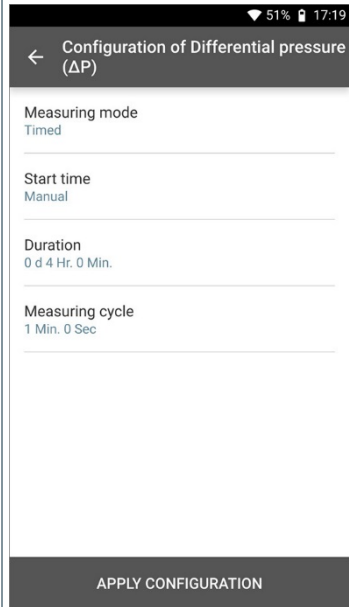 51% 17:19
Configuration of Differential pressure
(ΔP)
Measuring mode
Timed
Start time
Manual
Duration
0 d 4 Hr. 0 Min.
Measuring cycle
1 Min. 0 Sec
APPLY CONFIGURATION